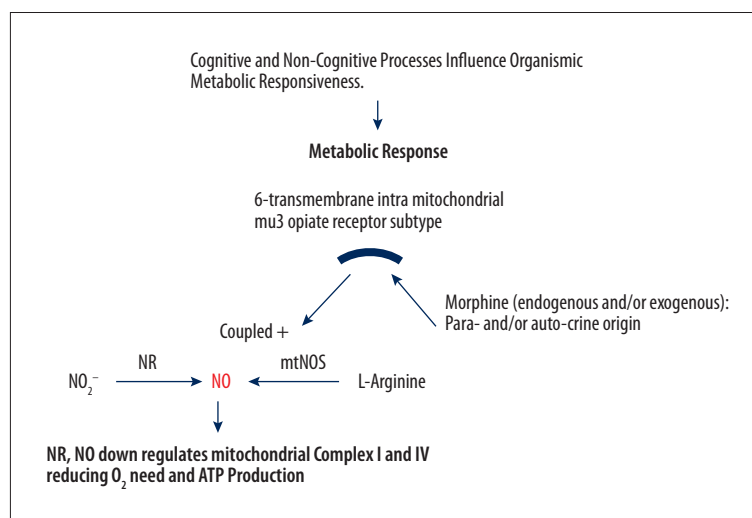 Cognitive and Non-Cognitive Processes Influence Organismic
Metabolic Responsiveness.
Metabolic Response
6-transmembrane intra mitochondrial
mu3 opiate receptor subtype
Morphine (endogenous and/or exogenous):
Para- and/or auto-crine origin
Coupled +
NR
mtNOS
NO₂⁻
NO
L-Arginine
NR, NO down regulates mitochondrial Complex I and IV
reducing O₂ need and ATP Production